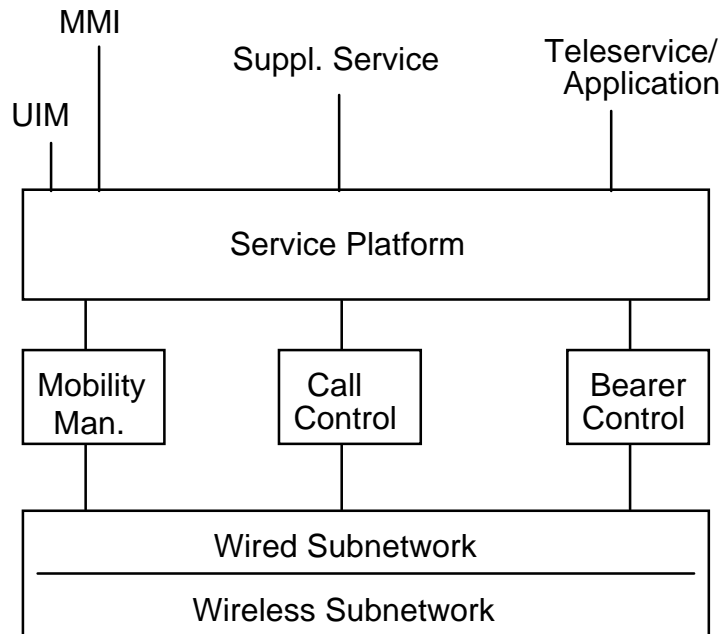 MMI
Suppl. Service
Teleservice/
Application
UIM
Service Platform
Mobility
Man.
Call
Control
Bearer
Control
Wired Subnetwork
Wireless Subnetwork